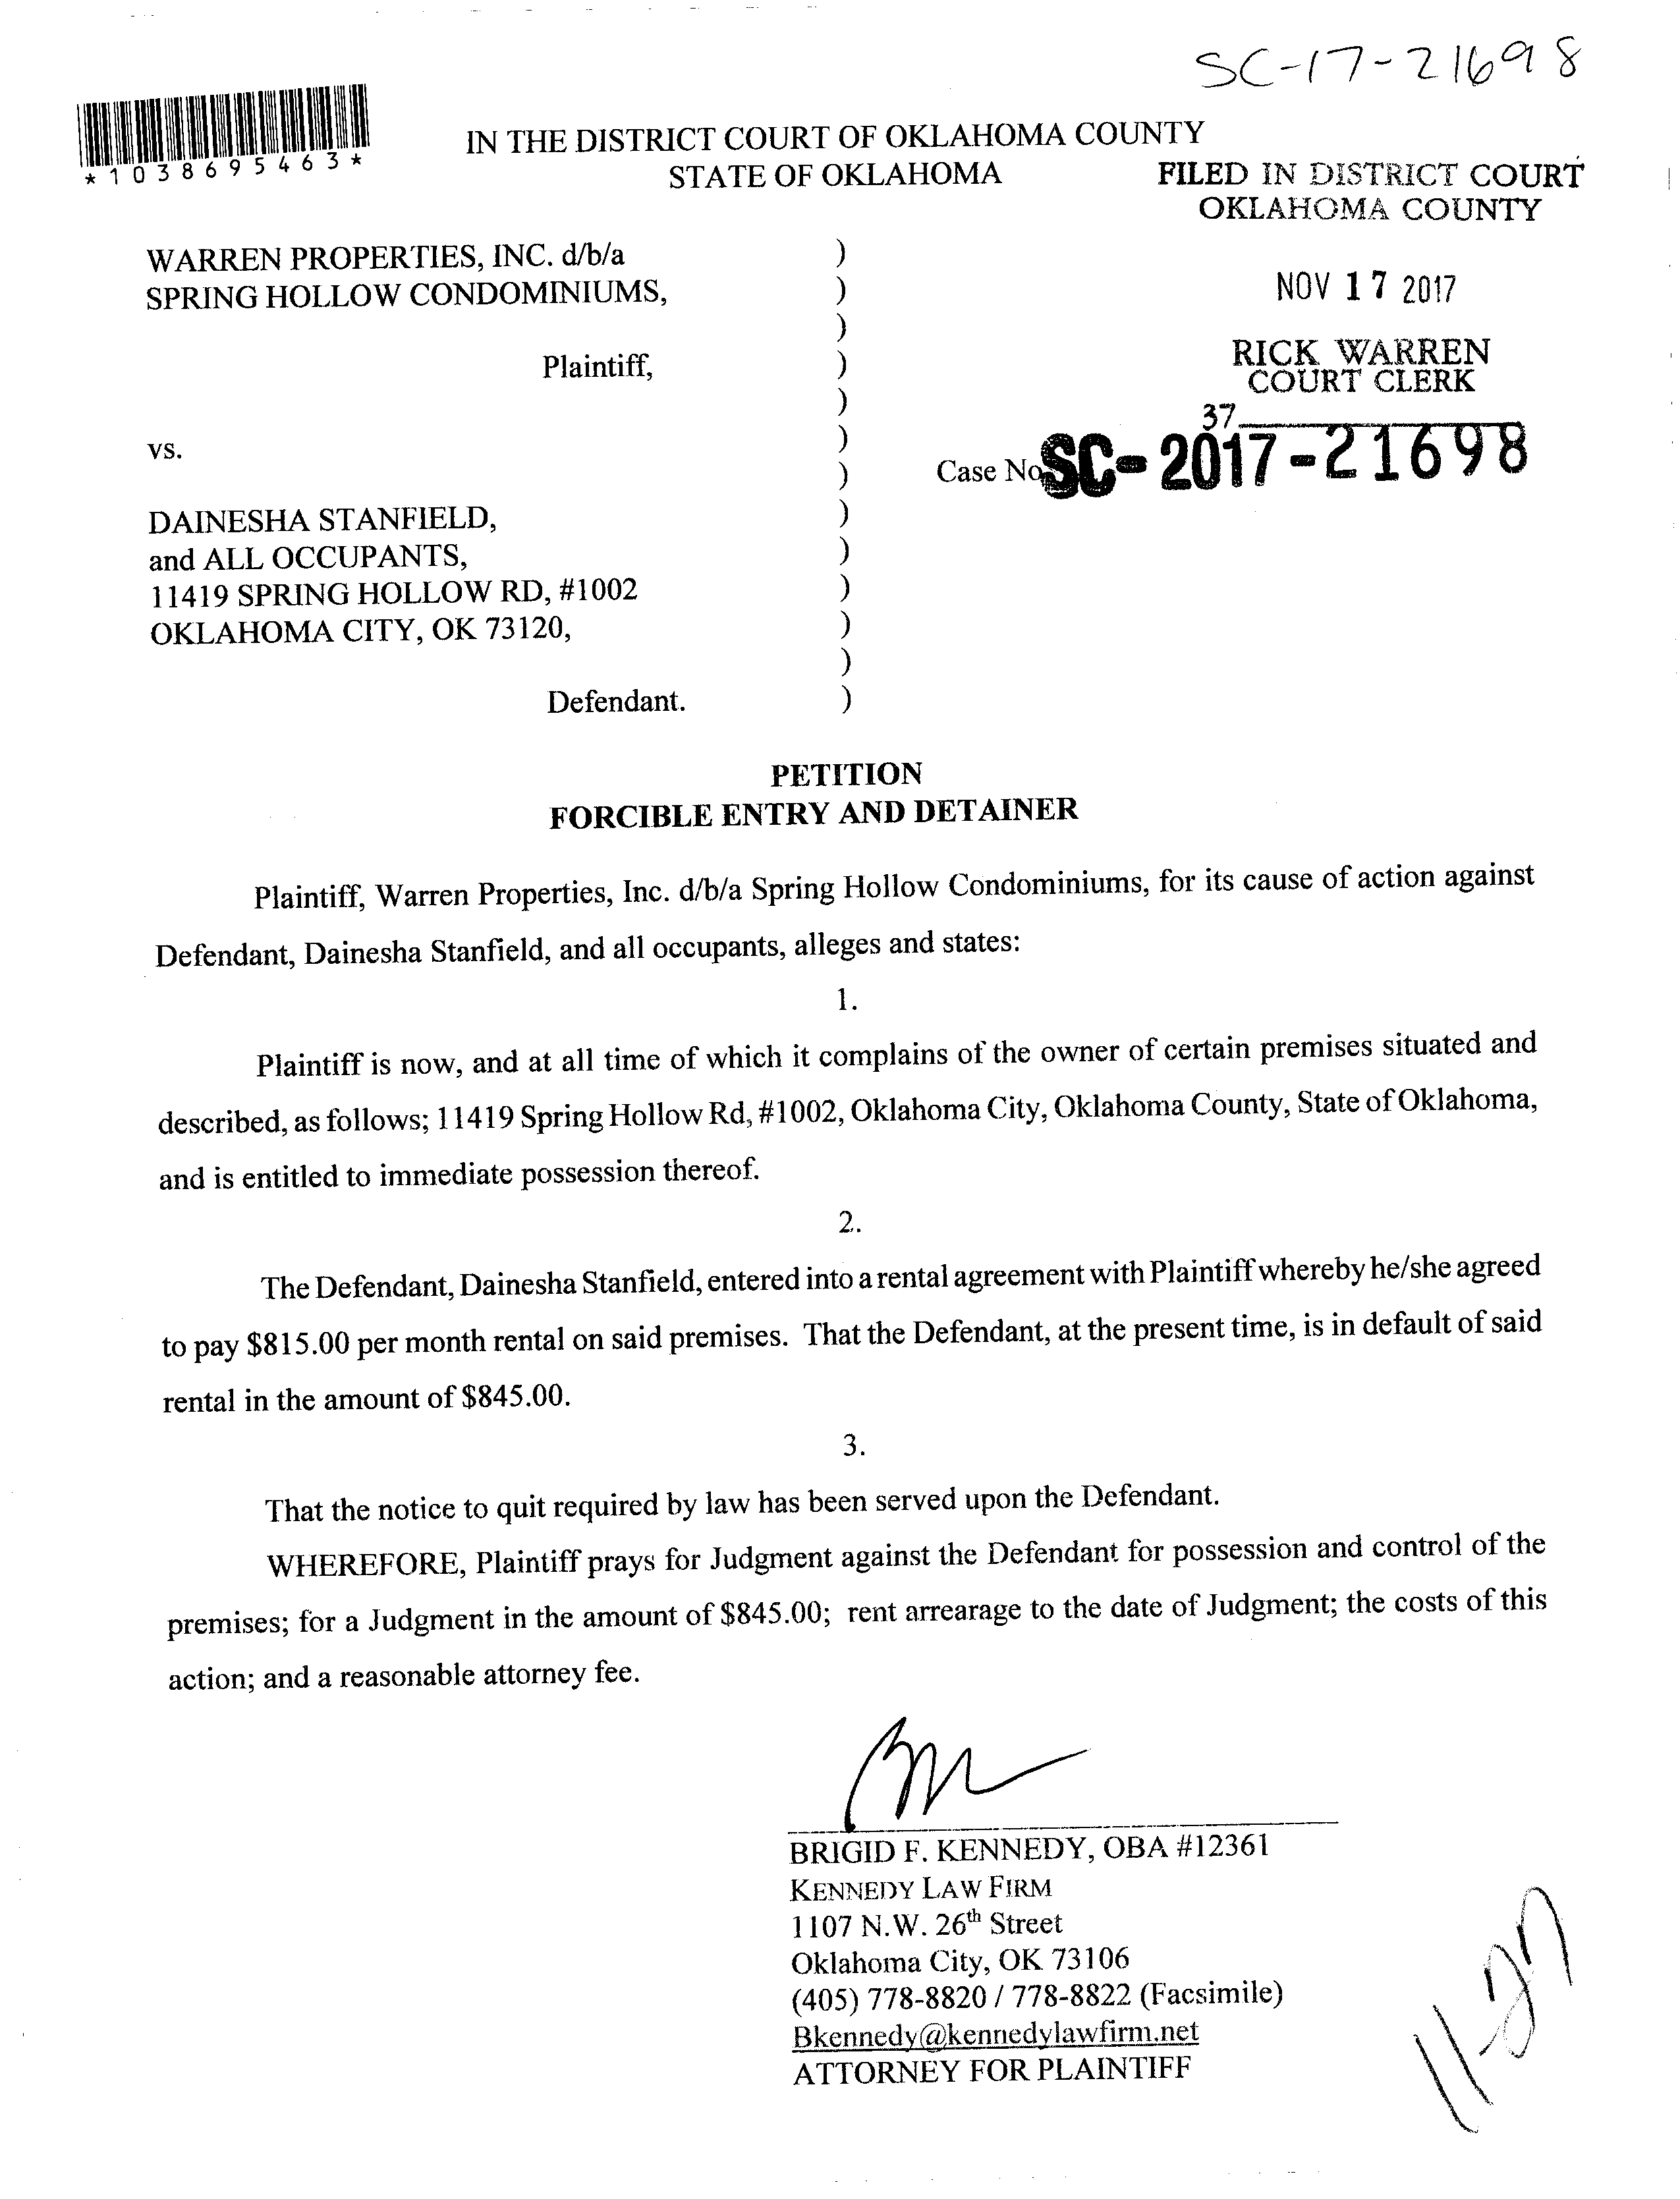 SC-17-21698
*1038695463*
IN THE DISTRICT COURT OF OKLAHOMA COUNTY
STATE OF OKLAHOMA
FILED IN DISTRICT COURT
OKLAHOMA COUNTY
WARREN PROPERTIES, INC. d/b/a )
SPRING HOLLOW CONDOMINIUMS, )
)
NOV 17 2017
Plaintiff, )
RICK WARREN
COURT CLERK
)
37
vs. )
) Case No. SC-2017-21698
DAINESHA STANFIELD, )
and ALL OCCUPANTS, )
11419 SPRING HOLLOW RD, #1002 )
OKLAHOMA CITY, OK 73120, )
)
Defendant. )
PETITION
FORCIBLE ENTRY AND DETAINER
Plaintiff, Warren Properties, Inc. d/b/a Spring Hollow Condominiums, for its cause of action against
Defendant, Dainesha Stanfield, and all occupants, alleges and states:
1.
Plaintiff is now, and at all time of which it complains of the owner of certain premises situated and
described, as follows; 11419 Spring Hollow Rd, #1002, Oklahoma City, Oklahoma County, State of Oklahoma,
and is entitled to immediate possession thereof.
2.
The Defendant, Dainesha Stanfield, entered into a rental agreement with Plaintiff whereby he/she agreed
to pay $815.00 per month rental on said premises. That the Defendant, at the present time, is in default of said
rental in the amount of $845.00.
3.
That the notice to quit required by law has been served upon the Defendant.
WHEREFORE, Plaintiff prays for Judgment against the Defendant for possession and control of the
premises; for a Judgment in the amount of $845.00; rent arrearage to the date of Judgment; the costs of this
action; and a reasonable attorney fee.
BRIGID F. KENNEDY, OBA #12361
KENNEDY LAW FIRM
1107 N.W. 26th Street
Oklahoma City, OK 73106
(405) 778-8820 / 778-8822 (Facsimile)
Bkennedy@kennedylawfirm.net
ATTORNEY FOR PLAINTIFF
11-27